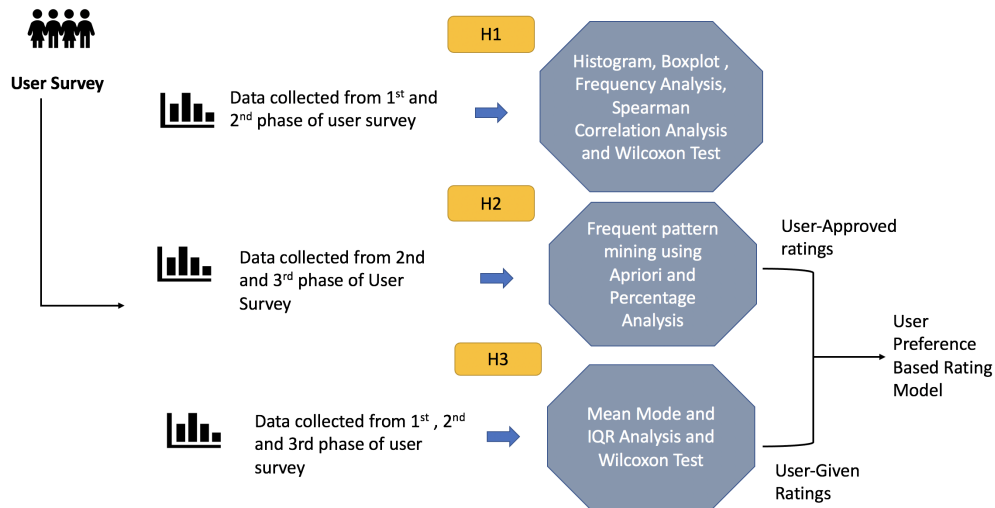 User Survey
H1
Data collected from 1st and
2nd phase of user survey
Histogram, Boxplot ,
Frequency Analysis,
Spearman
Correlation Analysis
and Wilcoxon Test
H2
Data collected from 2nd
and 3rd phase of User
Survey
Frequent pattern
mining using
Apriori and
Percentage
Analysis
User-Approved
ratings
H3
Data collected from 1st , 2nd
and 3rd phase of user
survey
Mean Mode and
IQR Analysis and
Wilcoxon Test
User-Given
Ratings
User
Preference
Based Rating
Model